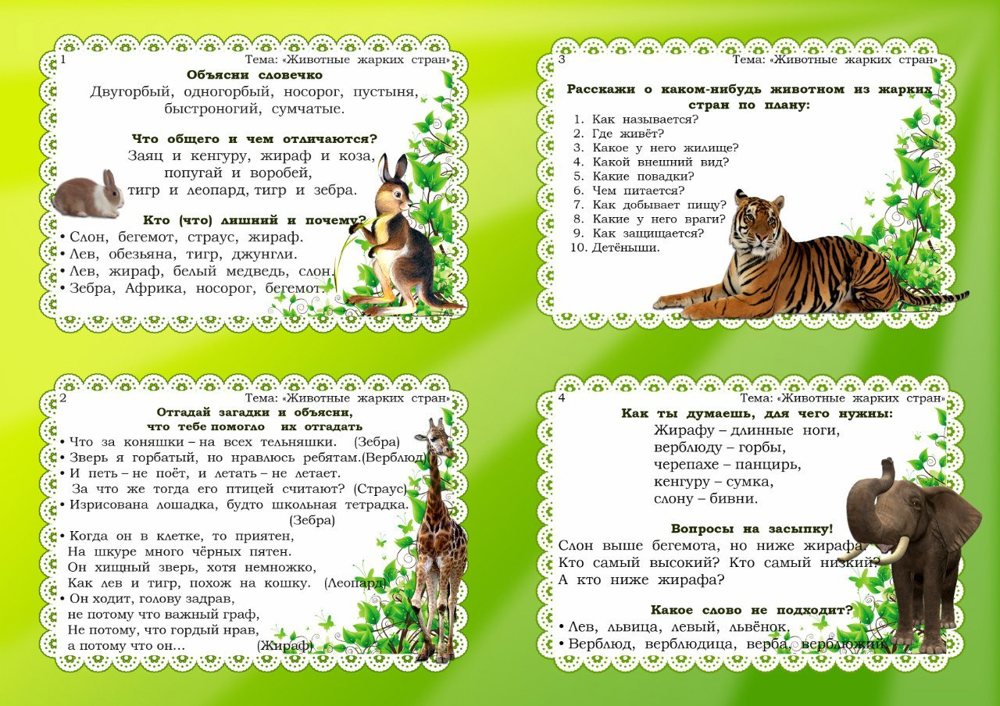 1
Тема: «Животные жарких стран»
Объясни словечко
Двугорбый, одногорбый, носорог, пустыня,
быстроногий, сумчатые.
Что общего и чем отличаются?
Заяц и кенгуру, жираф и коза,
попугай и воробей,
тигр и леопард, тигр и зебра.
Кто (что) лишний и почему?
• Слон, бегемот, страус, жираф.
• Лев, обезьяна, тигр, джунгли.
• Лев, жираф, белый медведь, слон.
• Зебра, Африка, носорог, бегемот.
2
Тема: «Животные жарких стран»
Отгадай загадки и объясни,
что тебе помогло их отгадать
• Что за коняшки – на всех тельняшки. (Зебра)
• Зверь я горбатый, но нравлюсь ребятам.(Верблюд)
• И петь – не поёт, и летать – не летает.
За что же тогда его птицей считают? (Страус)
• Изрисована лошадка, будто школьная тетрадка.
(Зебра)
• Когда он в клетке, то приятен,
На шкуре много чёрных пятен.
Он хищный зверь, хотя немножко,
Как лев и тигр, похож на кошку. (Леопард)
• Он ходит, голову задрав,
не потому что важный граф,
Не потому, что гордый нрав,
а потому что он... (Жираф)
3
Тема: «Животные жарких стран»
Расскажи о каком-нибудь животном из жарких
стран по плану:
1. Как называется?
2. Где живёт?
3. Какое у него жилище?
4. Какой внешний вид?
5. Какие повадки?
6. Чем питается?
7. Как добывает пищу?
8. Какие у него враги?
9. Как защищается?
10. Детёныши.
4
Тема: «Животные жарких стран»
Как ты думаешь, для чего нужны:
Жирафу – длинные ноги,
верблюду – горбы,
черепахе – панцирь,
кенгуру – сумка,
слону – бивни.
Вопросы на засыпку!
Слон выше бегемота, но ниже жирафа.
Кто самый высокий? Кто самый низкий?
А кто ниже жирафа?
Какое слово не подходит?
• Лев, львица, левый, львёнок.
• Верблюд, верблюдица, верба, верблюжий.